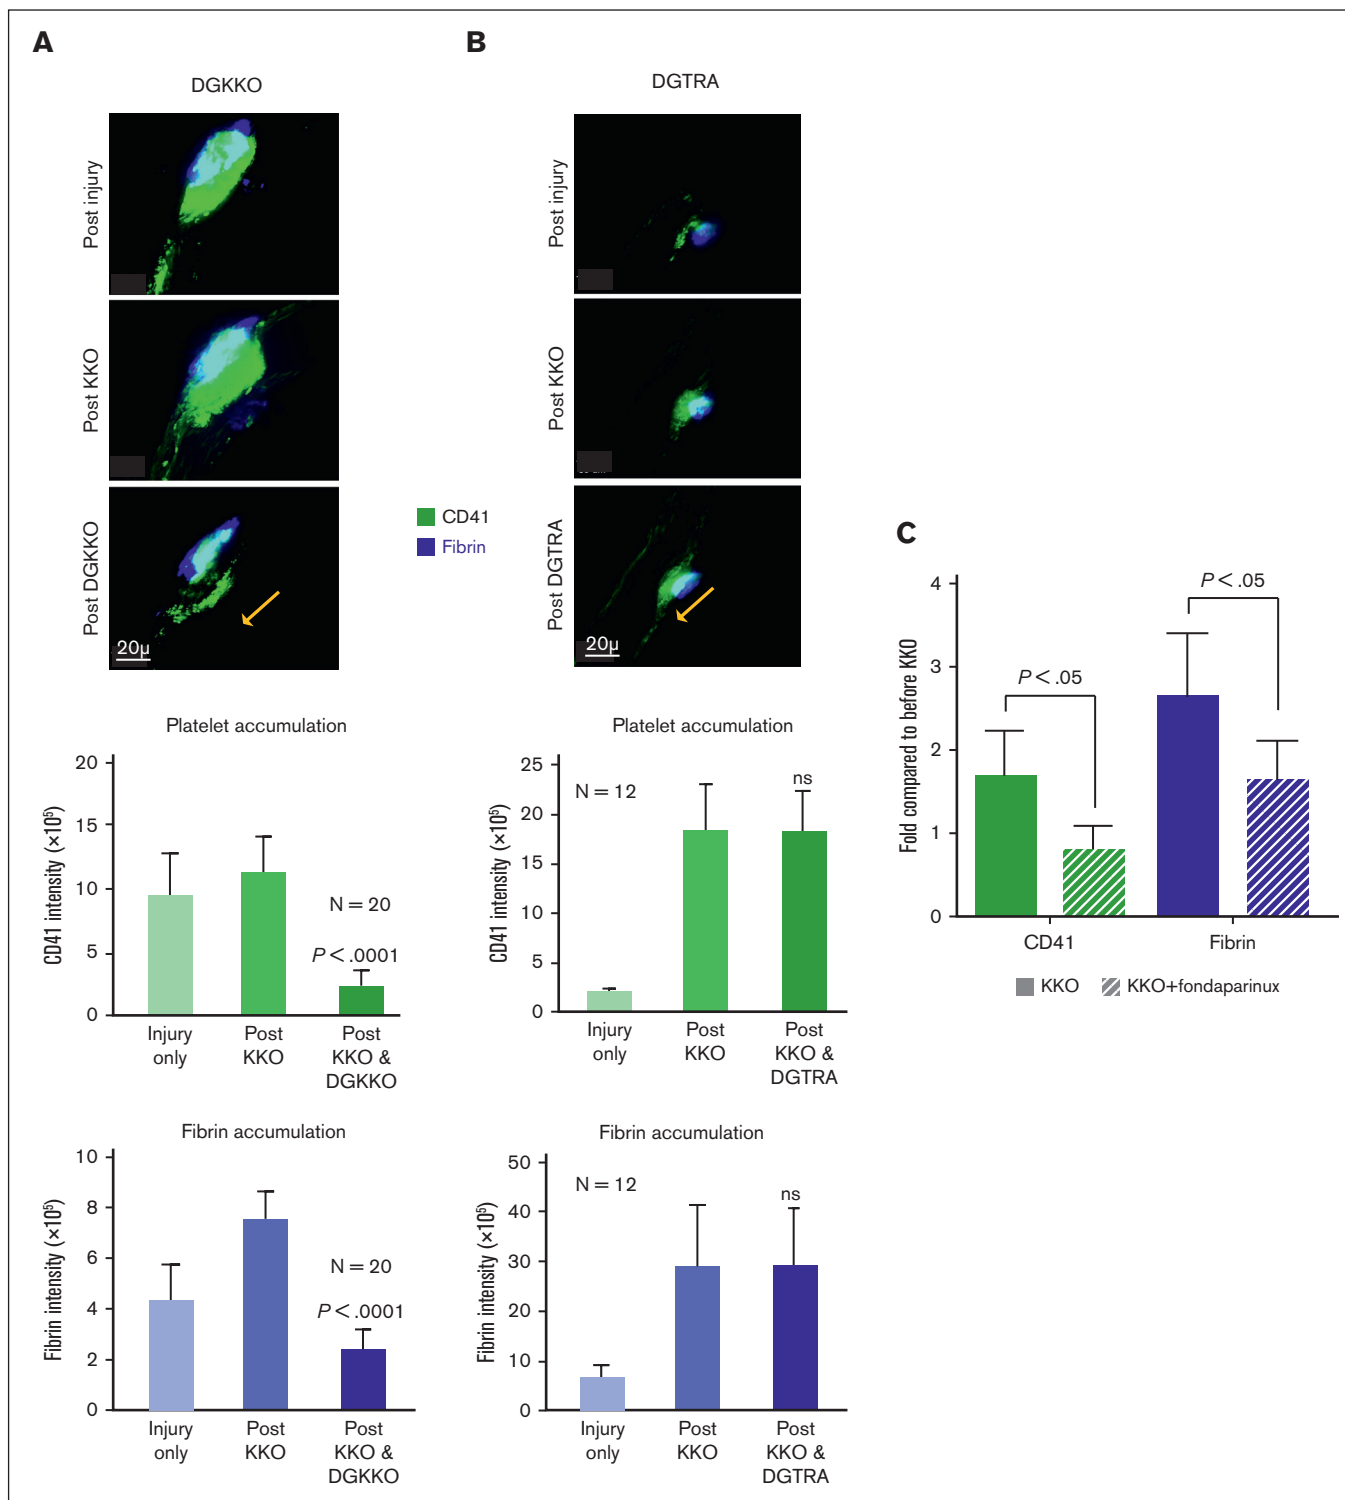 A
DGKKO
Post injury
Post KKO
Post DGKKO
20µ
CD41
Fibrin
Platelet accumulation
CD41 intensity (×10⁵)
20
15
10
5
0
N = 20
P < .0001
Injury only
Post KKO
Post KKO & DGKKO
Fibrin accumulation
Fibrin intensity (×10⁵)
10
8
6
4
2
0
N = 20
P < .0001
Injury only
Post KKO
Post KKO & DGKKO
B
DGTRA
Post injury
Post KKO
Post DGTRA
20µ
Platelet accumulation
CD41 intensity (×10⁵)
25
20
15
10
5
0
N = 12
ns
Injury only
Post KKO
Post KKO & DGTRA
Fibrin accumulation
Fibrin intensity (×10⁵)
50
40
30
20
10
0
N = 12
ns
Injury only
Post KKO
Post KKO & DGTRA
C
Fold compared to before KKO
4
3
2
1
0
P < .05
P < .05
CD41
Fibrin
KKO
KKO+fondaparinux